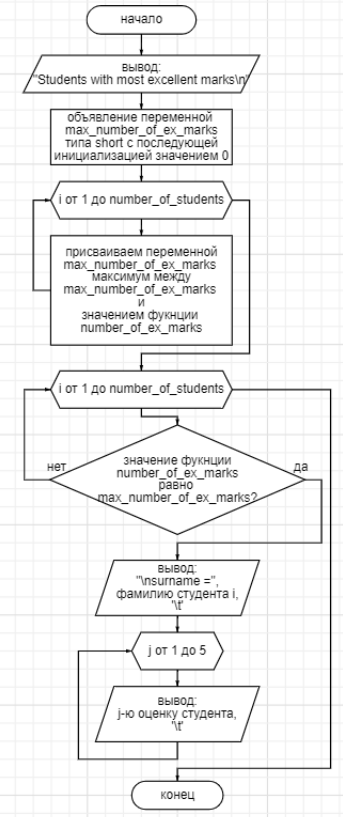 начало
вывод:
"Students with most excellent marks\n"
объявление переменной
max_number_of_ex_marks
типа short с последующей
инициализацией значением 0
i от 1 до number_of_students
присваиваем переменной
max_number_of_ex_marks
максимум между
max_number_of_ex_marks
и
значением фукнции
number_of_ex_marks
i от 1 до number_of_students
нет
да
значение фукнции
number_of_ex_marks
равно
max_number_of_ex_marks?
вывод:
"\nsurname =",
фамилию студента i,
'\t'
j от 1 до 5
вывод:
j-ю оценку студента,
'\t'
конец